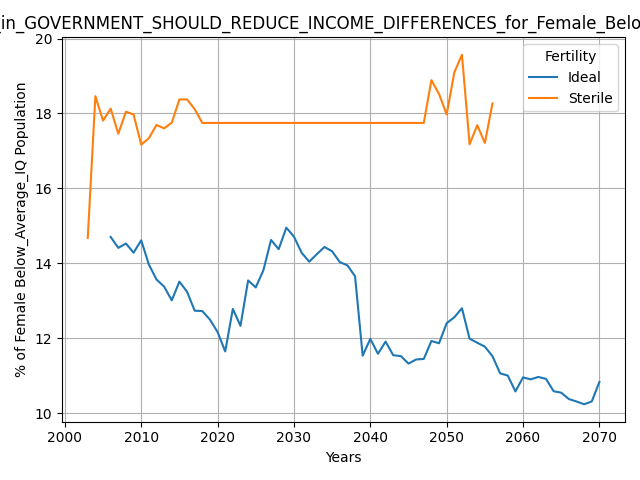 _in_GOVERNMENT_SHOULD_REDUCE_INCOME_DIFFERENCES_for_Female_Belo
Fertility
Ideal
Sterile
% of Female Below_Average_IQ Population
20
18
16
14
12
10
2000 2010 2020 2030 2040 2050 2060 2070
Years